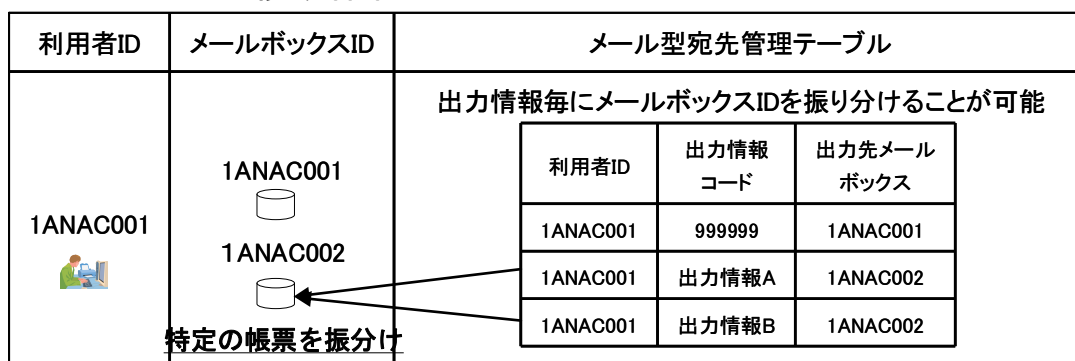 利用者ID メールボックスID メール型宛先管理テーブル
出力情報毎にメールボックスIDを振り分けることが可能
1ANAC001
1ANAC001
1ANAC002
特定の帳票を振分け
利用者ID 出力情報コード 出力先メールボックス
1ANAC001 999999 1ANAC001
1ANAC001 出力情報A 1ANAC002
1ANAC001 出力情報B 1ANAC002